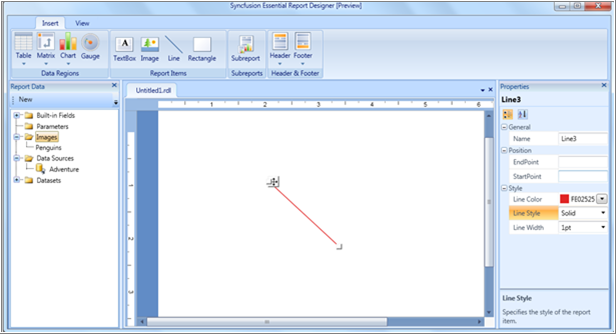 Syncfusion Essential Report Designer [Preview]
Insert View
Table Matrix Chart Gauge TextBox Image Line Rectangle Subreport Header Footer
Data Regions Report Items Subreports Header & Footer
Report Data
New
Built-in Fields
Parameters
Images
Penguins
Data Sources
Adventure
Datasets
Untitled1.rdl
1 2 3 4 5 6
1
2
3
Properties
Line3
General
Name Line3
Position
EndPoint
StartPoint
Style
Line Color FE02525
Line Style Solid
Line Width 1pt
Line Style
Specifies the style of the report
item.